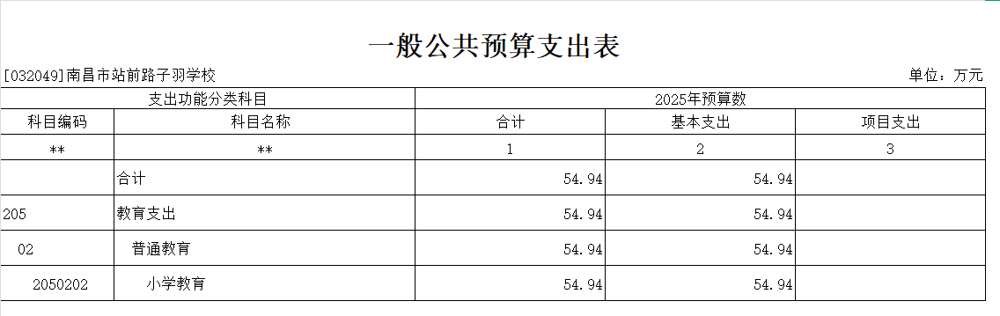 一般公共预算支出表
[032049]南昌市站前路子羽学校 单位：万元
支出功能分类科目 2025年预算数
科目编码 科目名称 合计 基本支出 项目支出
** ** 1 2 3
合计 54.94 54.94
205 教育支出 54.94 54.94
02 普通教育 54.94 54.94
2050202 小学教育 54.94 54.94